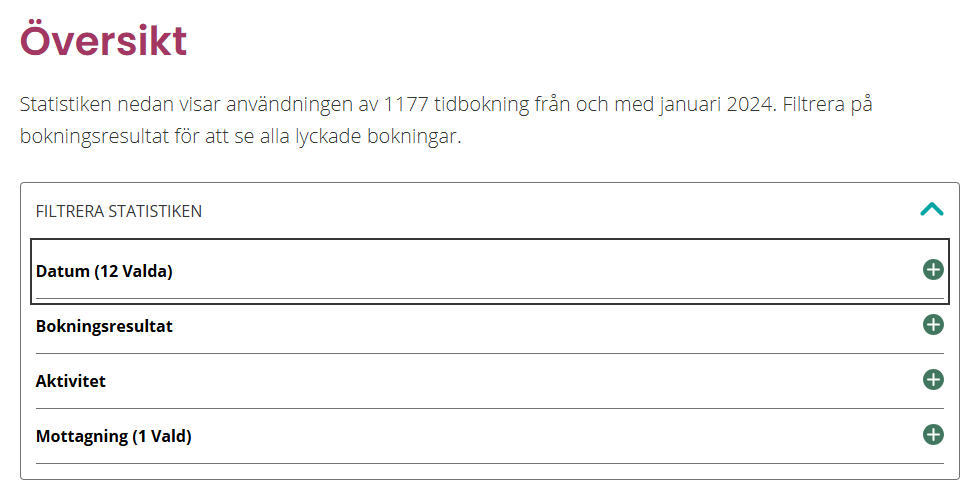 Översikt
Statistiken nedan visar användningen av 1177 tidbokning från och med januari 2024. Filtrera på
bokningsresultat för att se alla lyckade bokningar.
FILTRERA STATISTIKEN
Datum (12 Valda)
Bokningsresultat
Aktivitet
Mottagning (1 Vald)